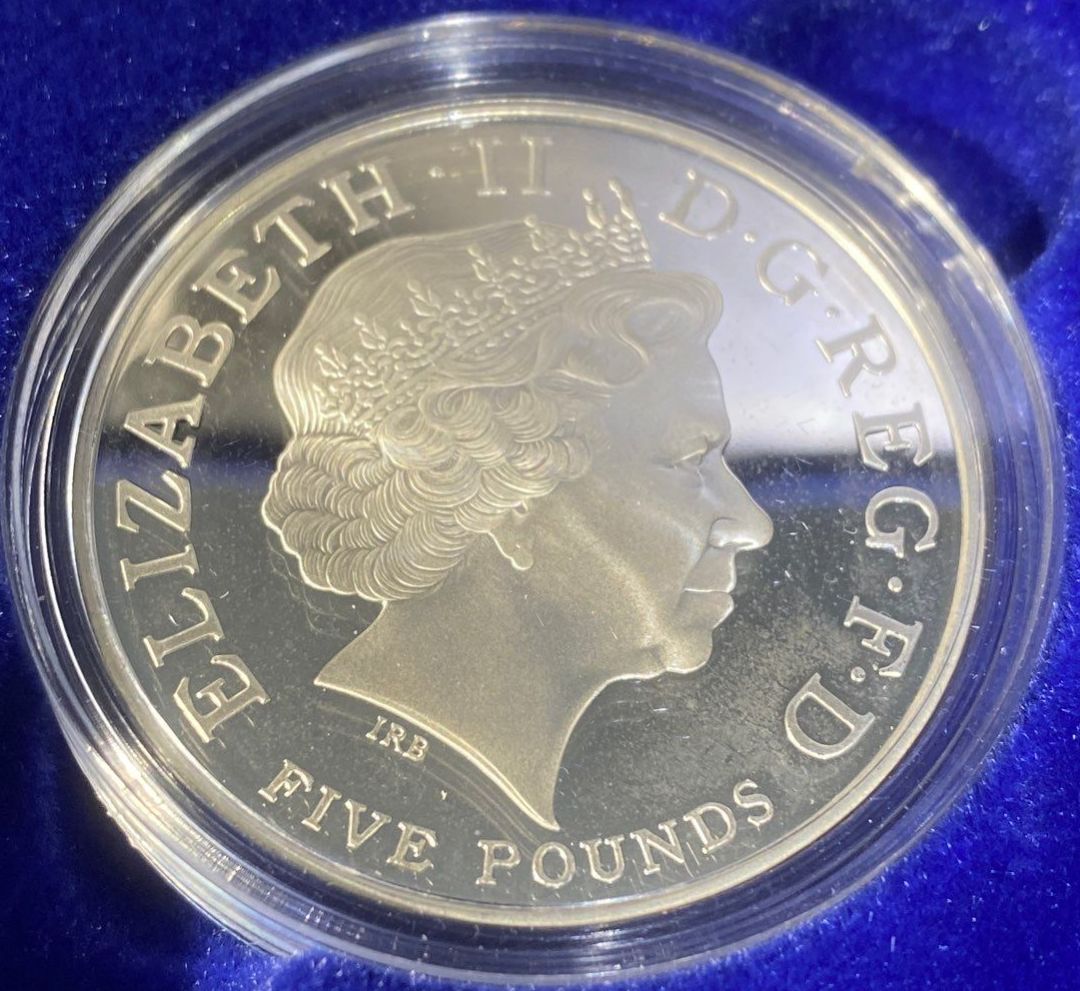 ELIZABETH · II D · G · REG · F · D
FIVE POUNDS
IRB